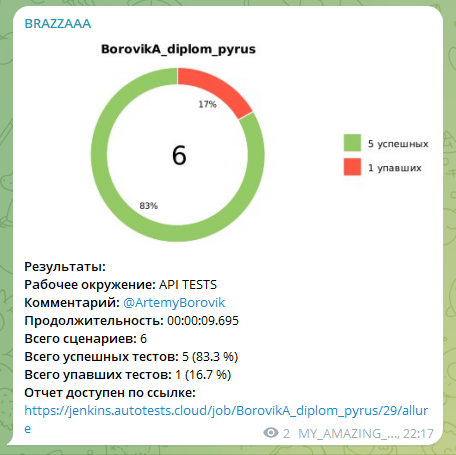 BRAZZAAA
BorovikA_diplom_pyrus
17%
5 успешных
6
1 упавших
83%
Результаты:
Рабочее окружение: API TESTS
Комментарий: @ArtemyBorovik
Продолжительность: 00:00:09.695
Всего сценариев: 6
Всего успешных тестов: 5 (83.3 %)
Всего упавших тестов: 1 (16.7 %)
Отчет доступен по ссылке:
https://jenkins.autotests.cloud/job/BorovikA_diplom_pyrus/29/allur
e
2 MY_AMAZING_..., 22:17